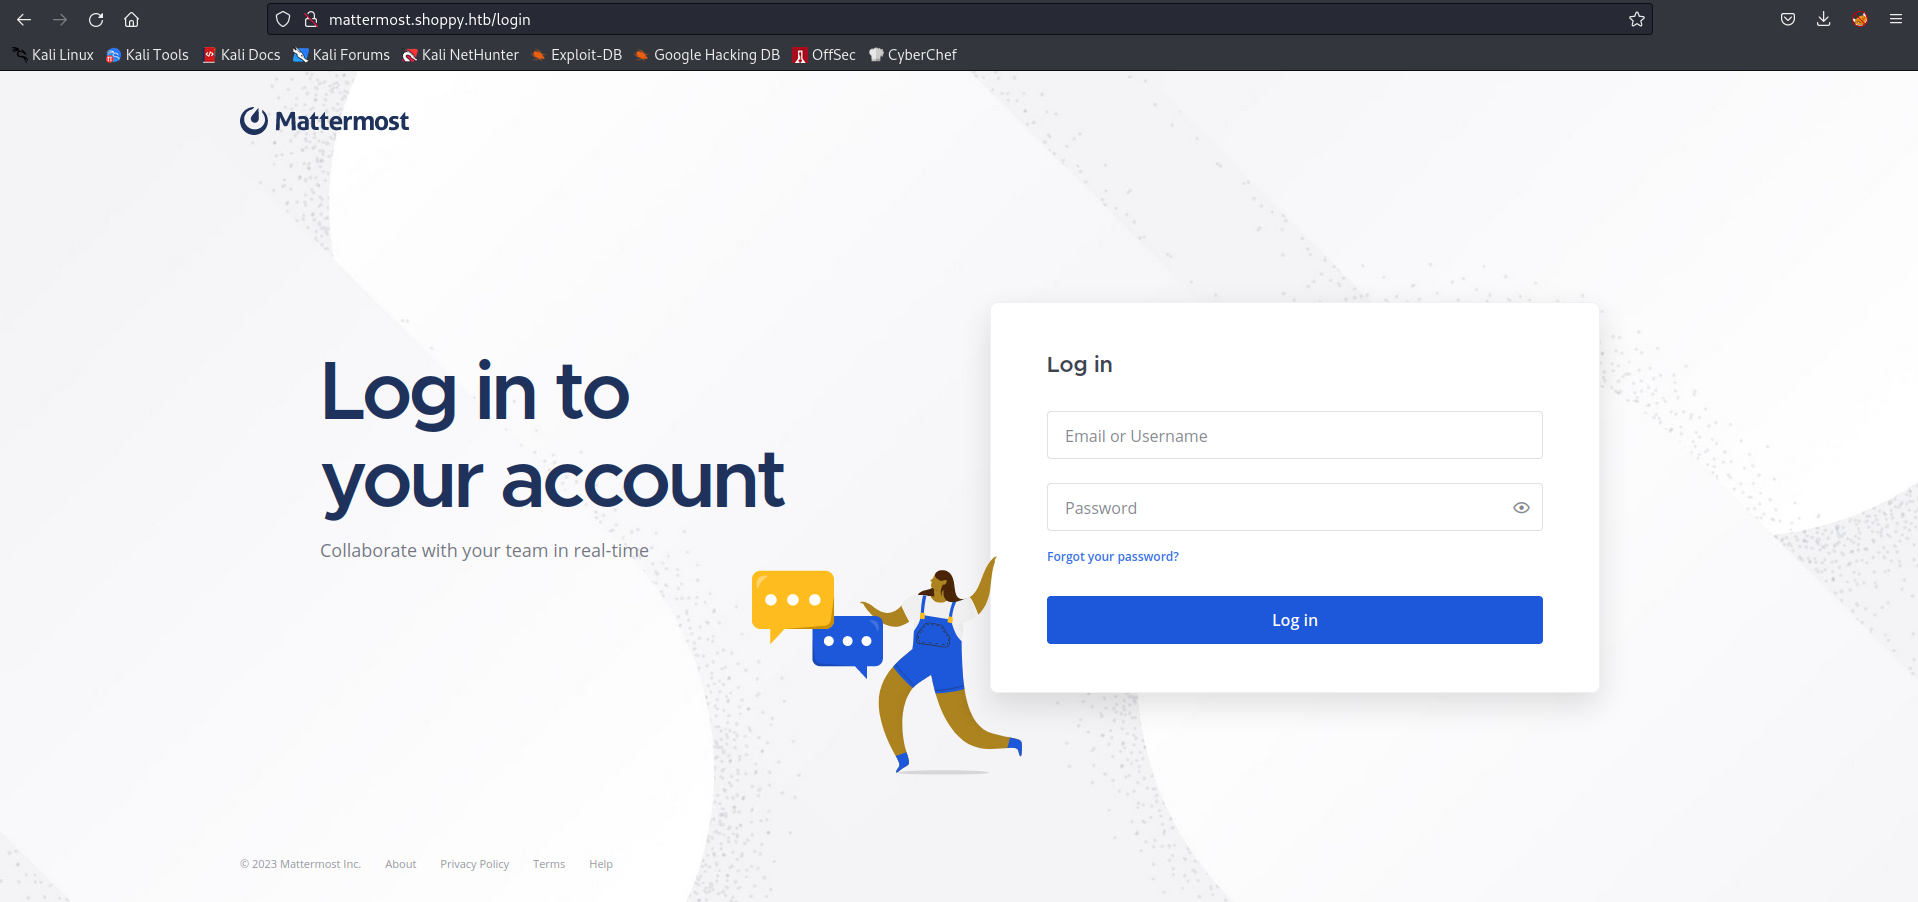 mattermost.shoppy.htb/login
Kali Linux Kali Tools Kali Docs Kali Forums Kali NetHunter Exploit-DB Google Hacking DB OffSec CyberChef
Mattermost
Log in to
your account
Collaborate with your team in real-time
Log in
Email or Username
Password
Forgot your password?
Log in
© 2023 Mattermost Inc. About Privacy Policy Terms Help